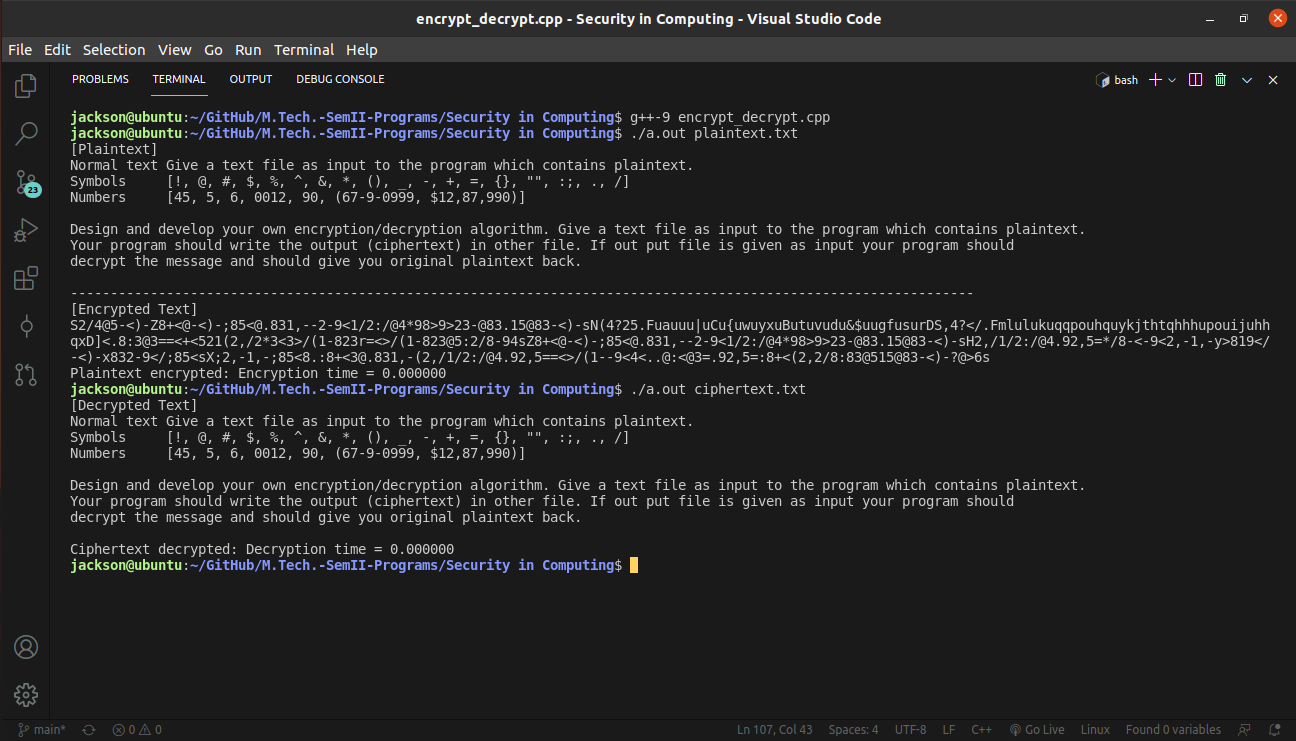 encrypt_decrypt.cpp - Security in Computing - Visual Studio Code
File Edit Selection View Go Run Terminal Help
PROBLEMS TERMINAL OUTPUT DEBUG CONSOLE bash
jackson@ubuntu:~/GitHub/M.Tech.-SemII-Programs/Security in Computing$ g++-9 encrypt_decrypt.cpp
jackson@ubuntu:~/GitHub/M.Tech.-SemII-Programs/Security in Computing$ ./a.out plaintext.txt
[Plaintext]
Normal text Give a text file as input to the program which contains plaintext.
Symbols     [!, @, #, $, %, ^, &, *, (), _, -, +, =, {}, "", :;, ., /]
Numbers     [45, 5, 6, 0012, 90, (67-9-0999, $12,87,990)]
23
Design and develop your own encryption/decryption algorithm. Give a text file as input to the program which contains plaintext.
Your program should write the output (ciphertext) in other file. If out put file is given as input your program should
decrypt the message and should give you original plaintext back.
-----------------------------------------------------------------------------------------------------------------
[Encrypted Text]
S2/4@5-<)-Z8+<@-<)-;85<@.831,--2-9<1/2:/@4*98>9>23-@83.15@83-<)-sN(4?25.Fuauuu|uCu{uwuyxuButuvudu&$uugfusurDS,4?</.Fmlulukuqqpouhquykjthtqhhhupouijuhh
qxD]<.8:3@3==<+<521(2,/2*3<3>/(1-823r=<>/(1-823@5:2/8-94sZ8+<@-<)-;85<@.831,--2-9<1/2:/@4*98>9>23-@83.15@83-<)-sH2,/1/2:/@4.92,5=*/8-<-9<2,-1,-y>819</
-<)-x832-9</;85<sX;2,-1,-;85<8.:8+<3@.831,-(2,/1/2:/@4.92,5==<>/(1--9<4<..@:<@3=.92,5=:8+<(2,2/8:83@515@83-<)-?@>6s
Plaintext encrypted: Encryption time = 0.000000
jackson@ubuntu:~/GitHub/M.Tech.-SemII-Programs/Security in Computing$ ./a.out ciphertext.txt
[Decrypted Text]
Normal text Give a text file as input to the program which contains plaintext.
Symbols     [!, @, #, $, %, ^, &, *, (), _, -, +, =, {}, "", :;, ., /]
Numbers     [45, 5, 6, 0012, 90, (67-9-0999, $12,87,990)]
Design and develop your own encryption/decryption algorithm. Give a text file as input to the program which contains plaintext.
Your program should write the output (ciphertext) in other file. If out put file is given as input your program should
decrypt the message and should give you original plaintext back.
Ciphertext decrypted: Decryption time = 0.000000
jackson@ubuntu:~/GitHub/M.Tech.-SemII-Programs/Security in Computing$
main* 0 0 Ln 107, Col 43 Spaces: 4 UTF-8 LF C++ Go Live Linux Found 0 variables